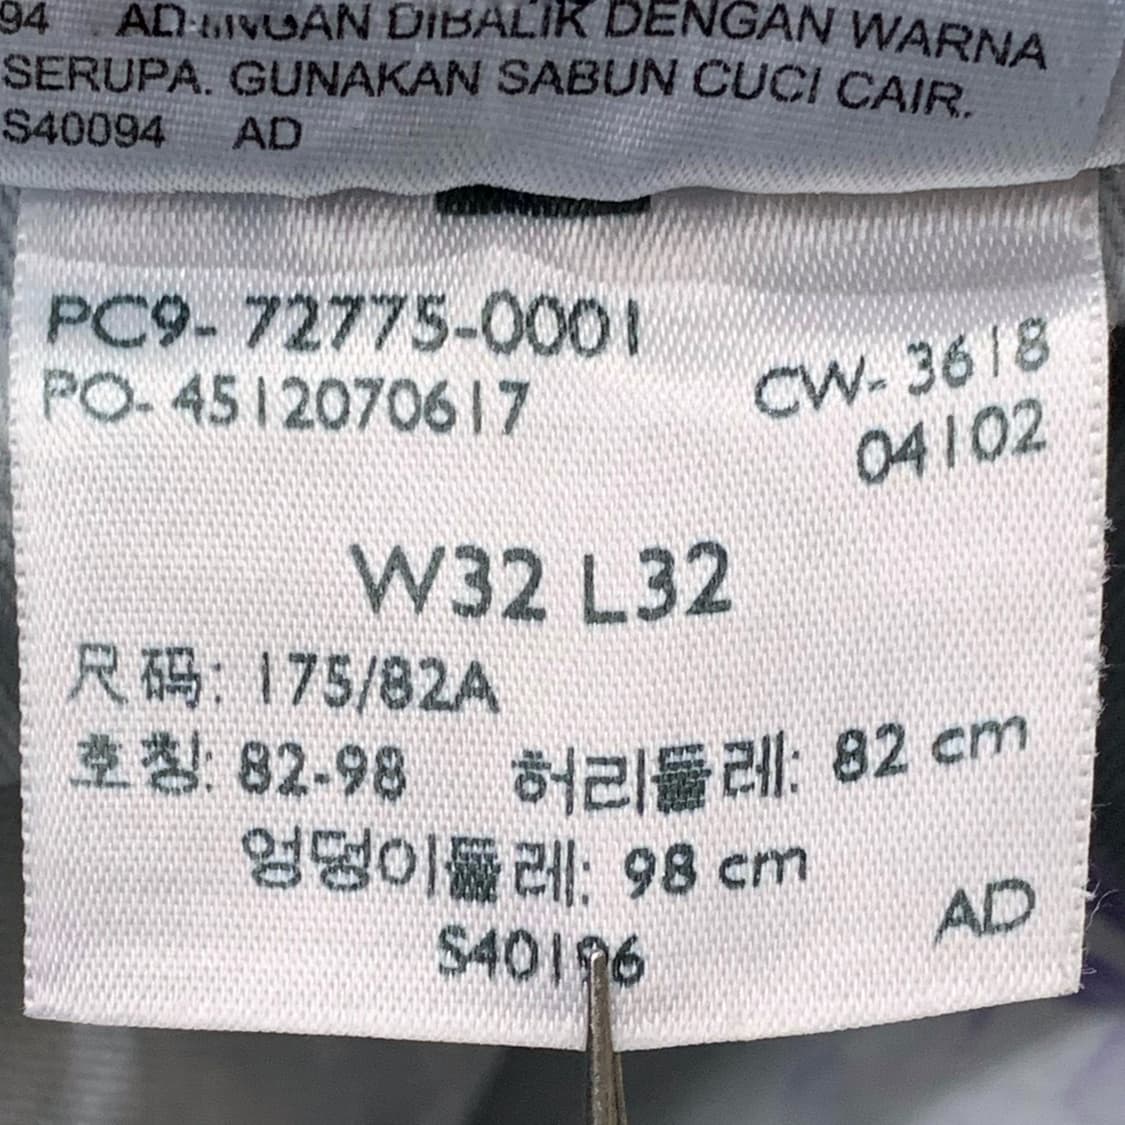 94 DIBALIK DENGAN WARNA
SERUPA. GUNAKAN SABUN CUCI CAIR.
S40094 AD
PC9- 72775-0001
PO- 4512070617
CW- 3618
04102
W32 L32
尺码: 175/82A
호칭: 82-98 허리둘레: 82 cm
엉덩이둘레: 98 cm
AD
S40196